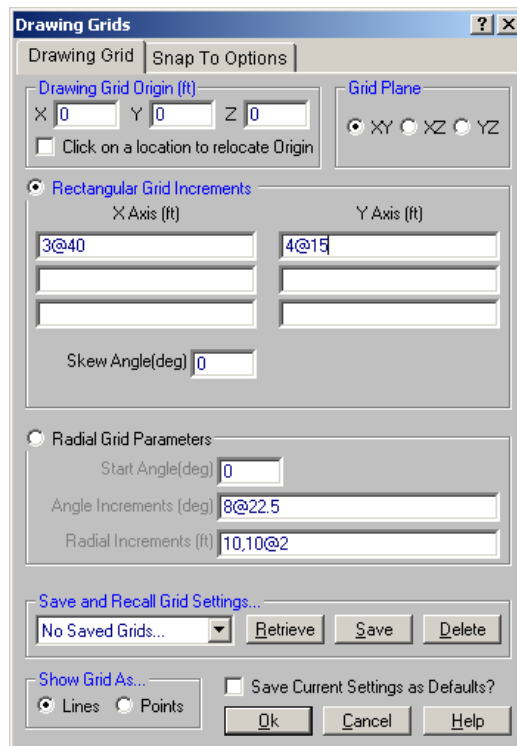 Drawing Grids
Drawing Grid
Snap To Options
Drawing Grid Origin (ft)
X 0 Y 0 Z 0
Click on a location to relocate Origin
Grid Plane
XY XZ YZ
Rectangular Grid Increments
X Axis (ft) Y Axis (ft)
3@40 4@15
Skew Angle(deg) 0
Radial Grid Parameters
Start Angle(deg) 0
Angle Increments (deg) 8@22.5
Radial Increments (ft) 10,10@2
Save and Recall Grid Settings...
No Saved Grids... Retrieve Save Delete
Show Grid As...
Lines Points
Save Current Settings as Defaults?
Ok Cancel Help